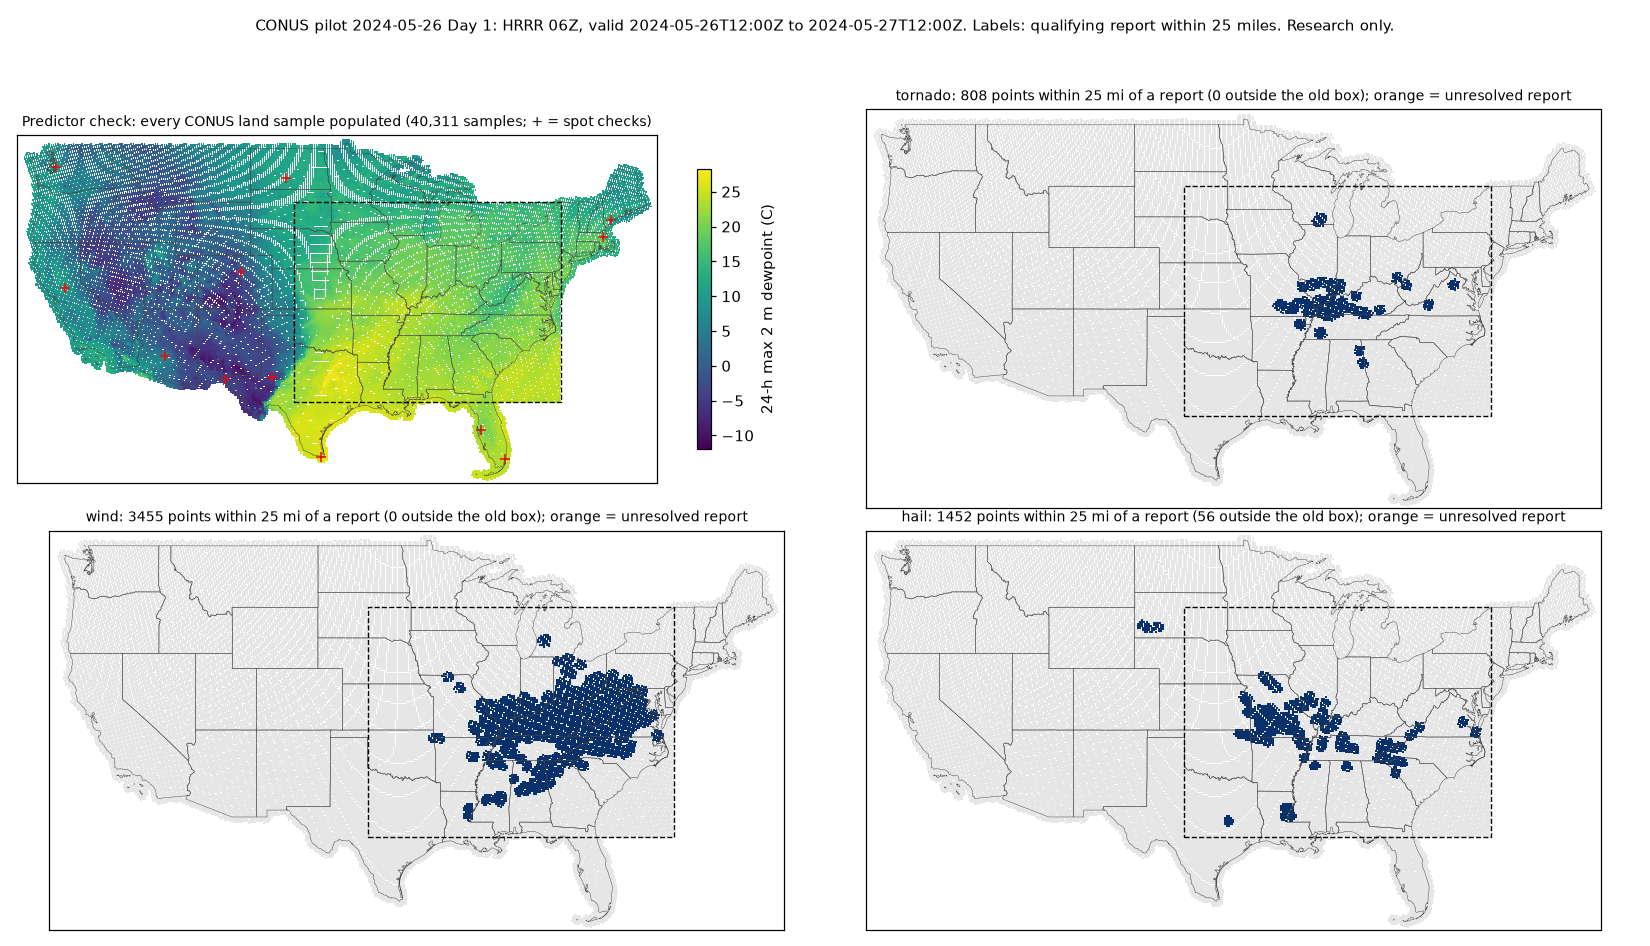 CONUS pilot 2024-05-26 Day 1: HRRR 06Z, valid 2024-05-26T12:00Z to 2024-05-27T12:00Z. Labels: qualifying report within 25 miles. Research only.
Predictor check: every CONUS land sample populated (40,311 samples; + = spot checks)
25
20
15
10
5
0
−5
−10
24-h max 2 m dewpoint (C)
tornado: 808 points within 25 mi of a report (0 outside the old box); orange = unresolved report
wind: 3455 points within 25 mi of a report (0 outside the old box); orange = unresolved report
hail: 1452 points within 25 mi of a report (56 outside the old box); orange = unresolved report